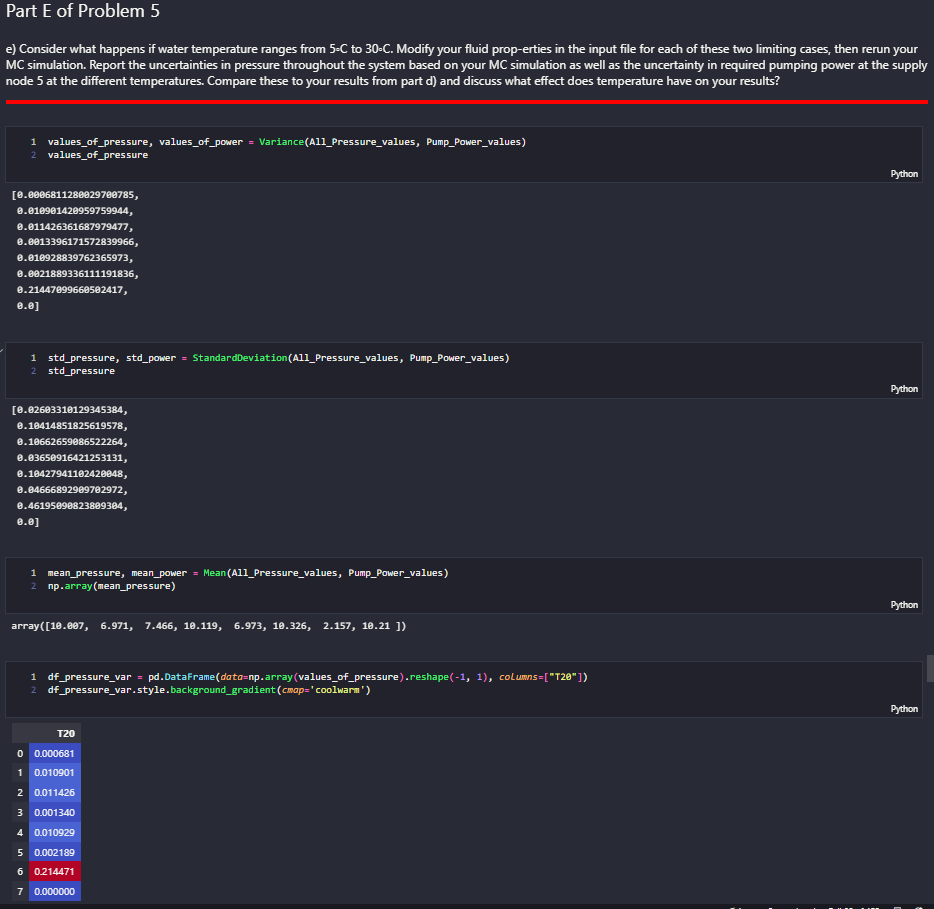 Part E of Problem 5
e) Consider what happens if water temperature ranges from 5◦C to 30◦C. Modify your fluid prop-erties in the input file for each of these two limiting cases, then rerun your
MC simulation. Report the uncertainties in pressure throughout the system based on your MC simulation as well as the uncertainty in required pumping power at the supply
node 5 at the different temperatures. Compare these to your results from part d) and discuss what effect does temperature have on your results?
1 values_of_pressure, values_of_power = Variance(All_Pressure_values, Pump_Power_values)
2 values_of_pressure
Python
[0.0006811280029700785,
0.010901420959759944,
0.011426361687979477,
0.0013396171572839966,
0.010928839762365973,
0.0021889336111191836,
0.21447099660502417,
0.0]
1 std_pressure, std_power = StandardDeviation(All_Pressure_values, Pump_Power_values)
2 std_pressure
Python
[0.02603310129345384,
0.10414851825619578,
0.10662659086522264,
0.03650916421253131,
0.10427941102420048,
0.04666892909702972,
0.46195090823809304,
0.0]
1 mean_pressure, mean_power = Mean(All_Pressure_values, Pump_Power_values)
2 np.array(mean_pressure)
Python
array([10.007, 6.971, 7.466, 10.119, 6.973, 10.326, 2.157, 10.21 ])
1 df_pressure_var = pd.DataFrame(data=np.array(values_of_pressure).reshape(-1, 1), columns=["T20"])
2 df_pressure_var.style.background_gradient(cmap='coolwarm')
Python
T20
0 0.000681
1 0.010901
2 0.011426
3 0.001340
4 0.010929
5 0.002189
6 0.214471
7 0.000000